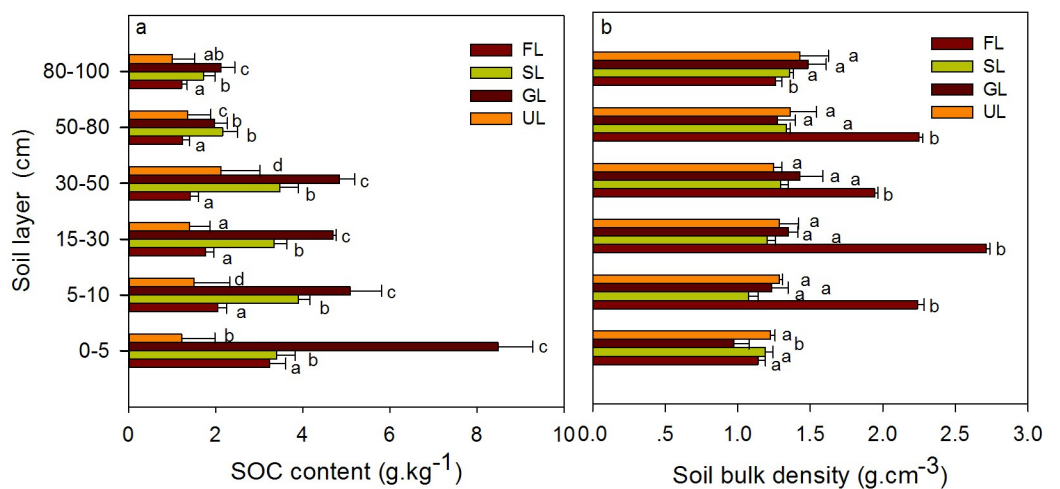 a
FL
SL
GL
UL
80-100
ab
c
b
a
50-80
c
b
b
a
30-50
d
c
b
a
15-30
a
c
b
a
5-10
d
c
b
a
0-5
b
c
b
a
0 2 4 6 8 10
Soil layer (cm)
SOC content (g.kg-1)
b
FL
SL
GL
UL
a
a
a
b
a
a
a
b
a
a
a
b
a
a
a
b
a
a
a
b
a
b
a
a
0.0 .5 1.0 1.5 2.0 2.5 3.0
Soil bulk density (g.cm-3)